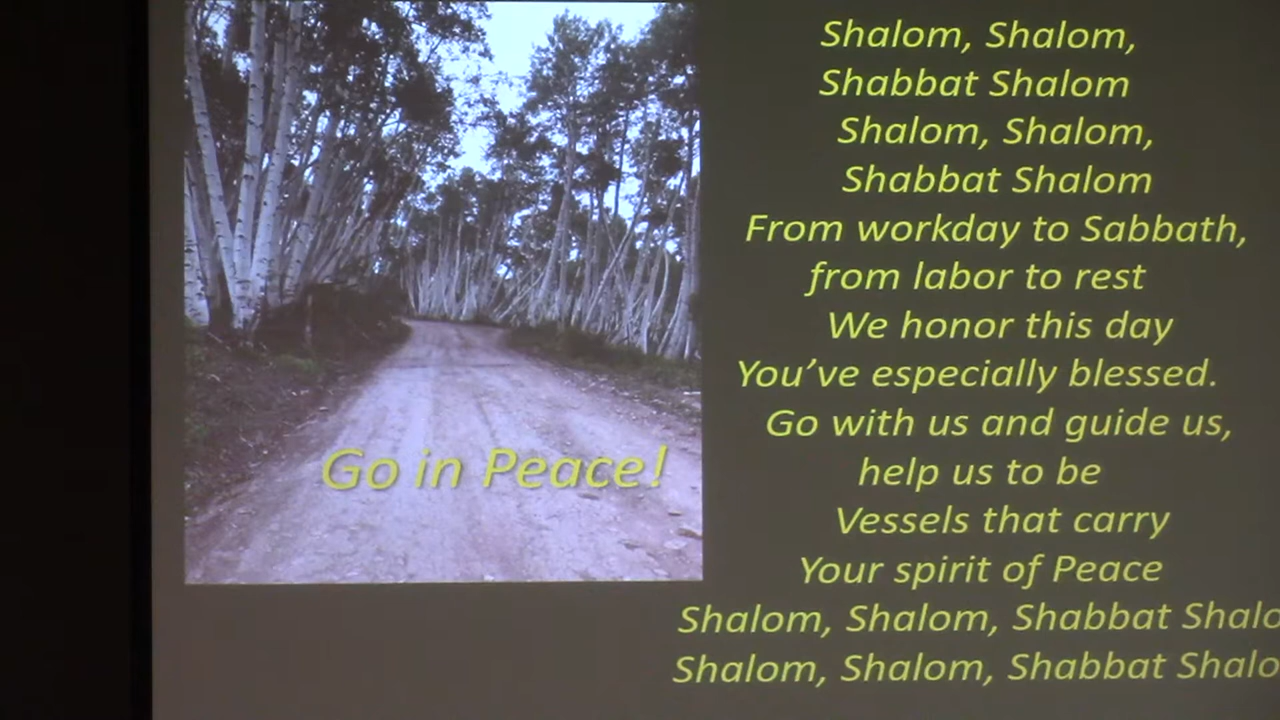 Shalom, Shalom,
Shabbat Shalom
Shalom, Shalom,
Shabbat Shalom
From workday to Sabbath,
from labor to rest
We honor this day
You've especially blessed.
Go with us and guide us,
help us to be
Vessels that carry
Your spirit of Peace
Shalom, Shalom, Shabbat Shalo
Shalom, Shalom, Shabbat Shalo
Go in Peace!